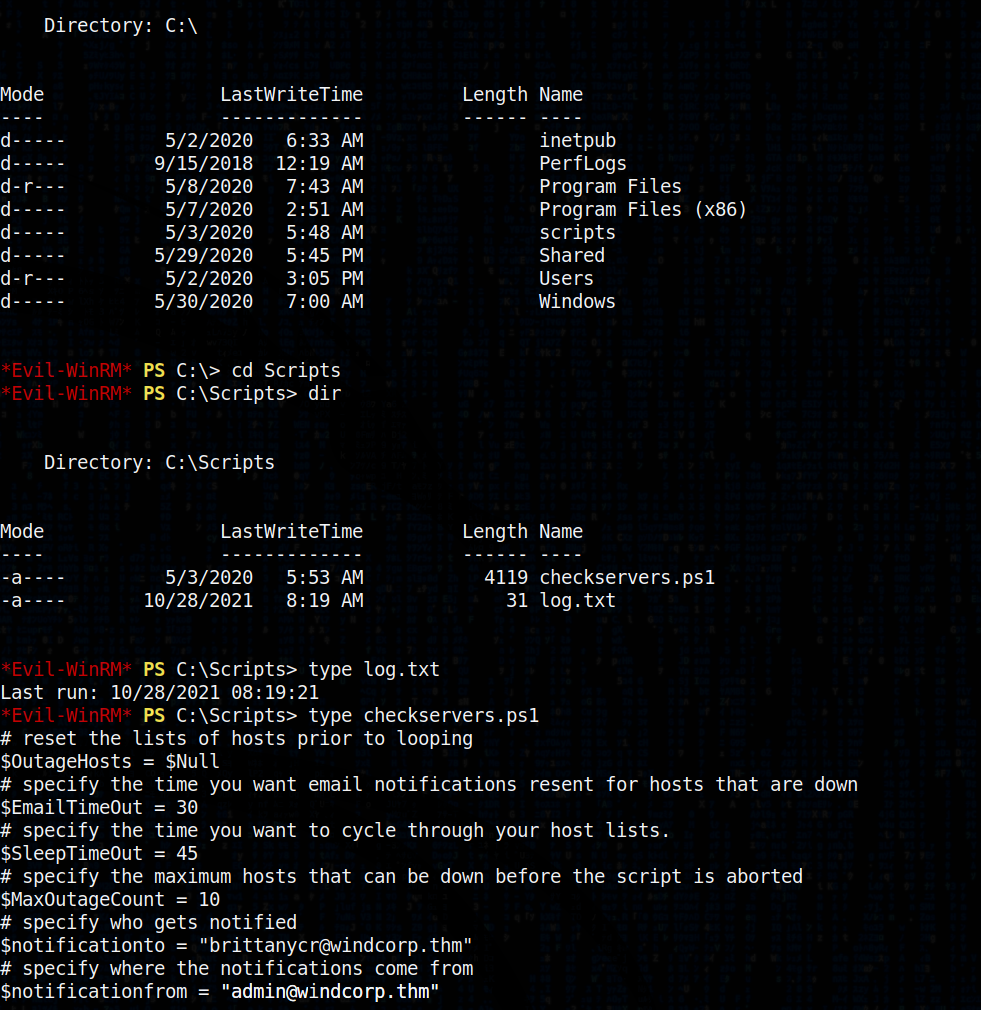 Directory: C:\
Mode                LastWriteTime         Length Name
----                -------------         ------ ----
d-----         5/2/2020   6:33 AM                inetpub
d-----        9/15/2018  12:19 AM                PerfLogs
d-r---         5/8/2020   7:43 AM                Program Files
d-----         5/7/2020   2:51 AM                Program Files (x86)
d-----         5/3/2020   5:48 AM                scripts
d-----        5/29/2020   5:45 PM                Shared
d-r---         5/2/2020   3:05 PM                Users
d-----        5/30/2020   7:00 AM                Windows
*Evil-WinRM* PS C:\> cd Scripts
*Evil-WinRM* PS C:\Scripts> dir
    Directory: C:\Scripts
Mode                LastWriteTime         Length Name
----                -------------         ------ ----
-a----         5/3/2020   5:53 AM           4119 checkservers.ps1
-a----       10/28/2021   8:19 AM             31 log.txt
*Evil-WinRM* PS C:\Scripts> type log.txt
Last run: 10/28/2021 08:19:21
*Evil-WinRM* PS C:\Scripts> type checkservers.ps1
# reset the lists of hosts prior to looping
$OutageHosts = $Null
# specify the time you want email notifications resent for hosts that are down
$EmailTimeOut = 30
# specify the time you want to cycle through your host lists.
$SleepTimeOut = 45
# specify the maximum hosts that can be down before the script is aborted
$MaxOutageCount = 10
# specify who gets notified
$notificationto = "brittanycr@windcorp.thm"
# specify where the notifications come from
$notificationfrom = "admin@windcorp.thm"